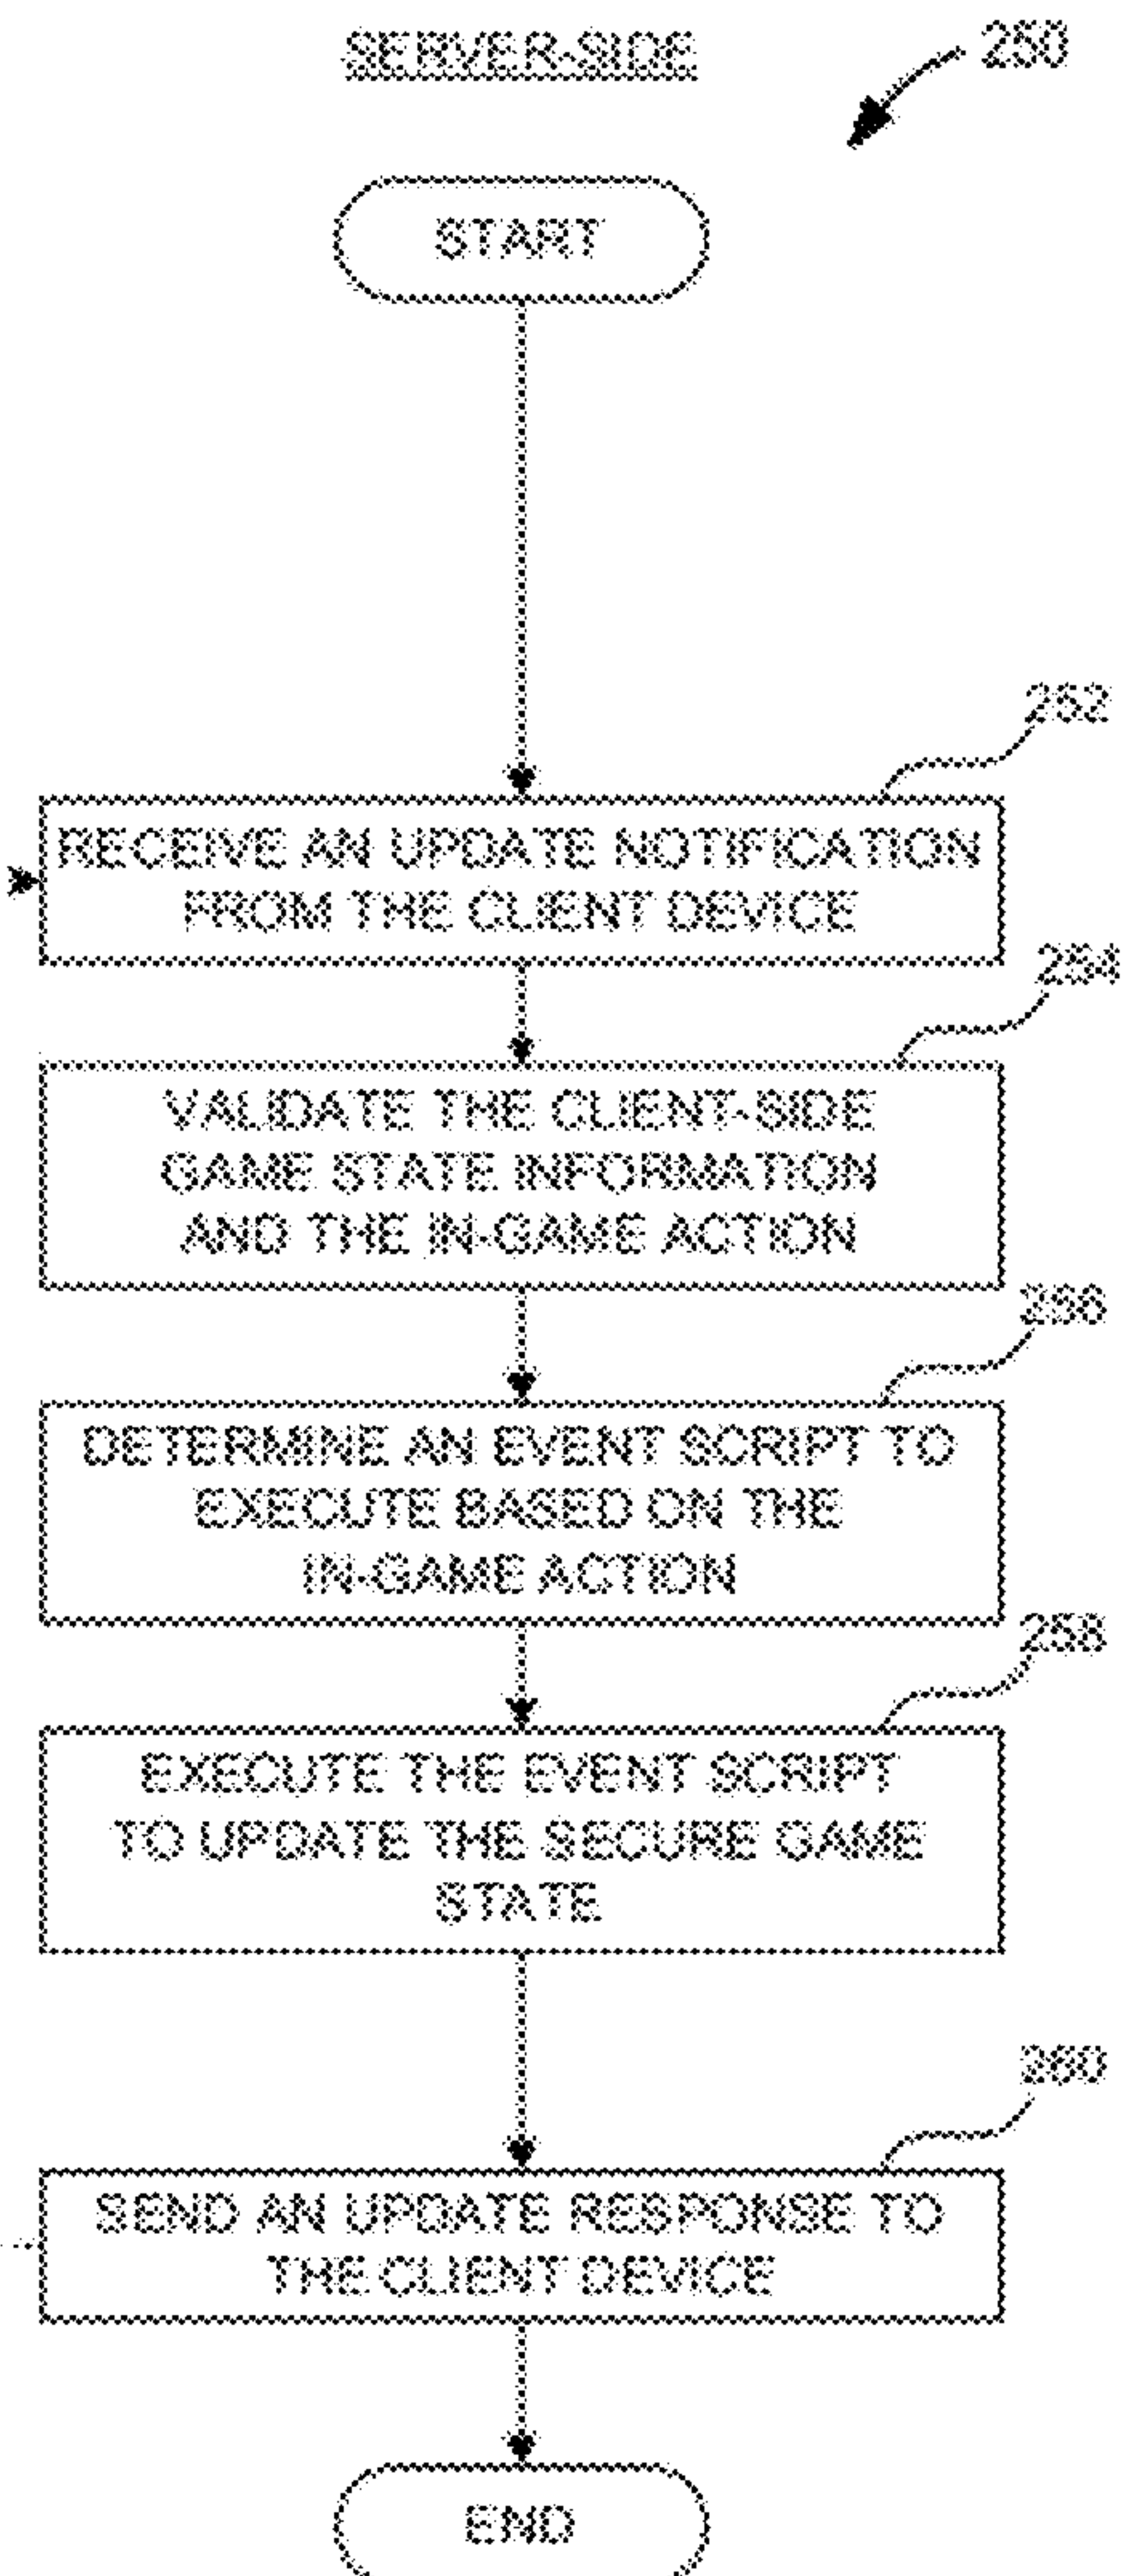 SERVER-SIDE
250
START
252
RECEIVE AN UPDATE NOTIFICATION
FROM THE CLIENT DEVICE
254
VALIDATE THE CLIENT-SIDE
GAME STATE INFORMATION
AND THE IN-GAME ACTION
256
DETERMINE AN EVENT SCRIPT TO
EXECUTE BASED ON THE
IN-GAME ACTION
258
EXECUTE THE EVENT SCRIPT
TO UPDATE THE SECURE GAME
STATE
260
SEND AN UPDATE RESPONSE TO
THE CLIENT DEVICE
END